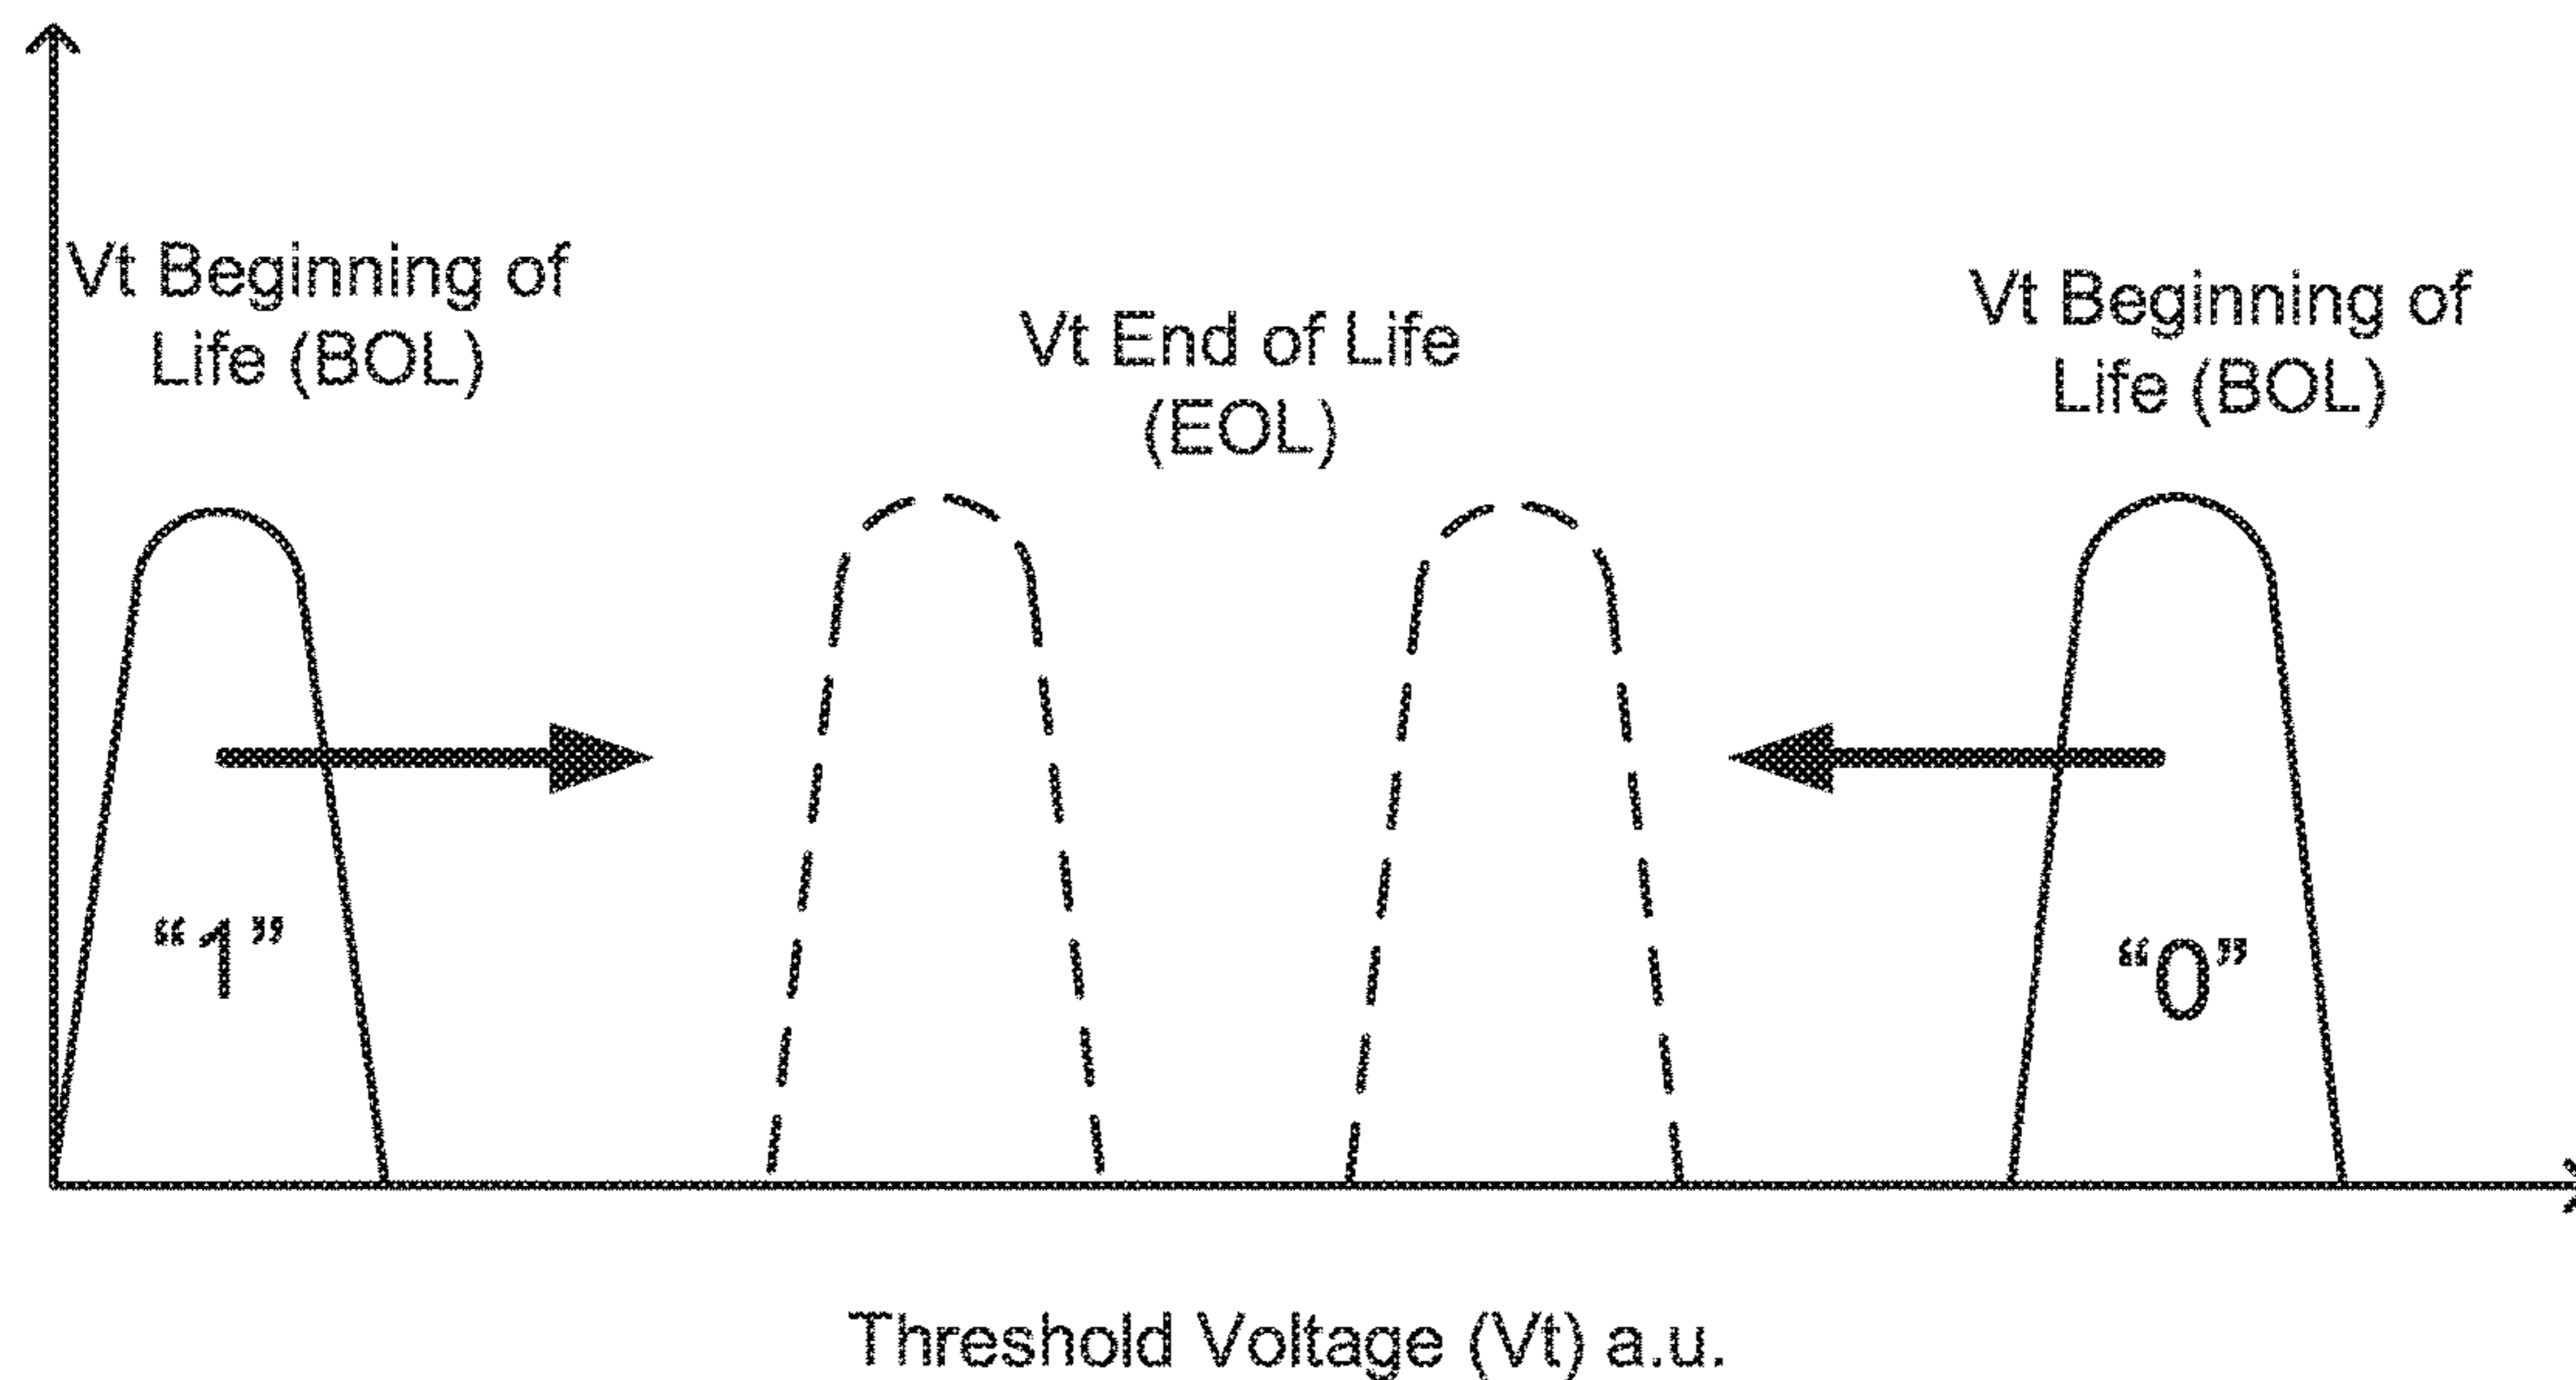 Vt Beginning of
Life (BOL)
Vt End of Life
(EOL)
Vt Beginning of
Life (BOL)
“1”
“0”
Threshold Voltage (Vt) a.u.